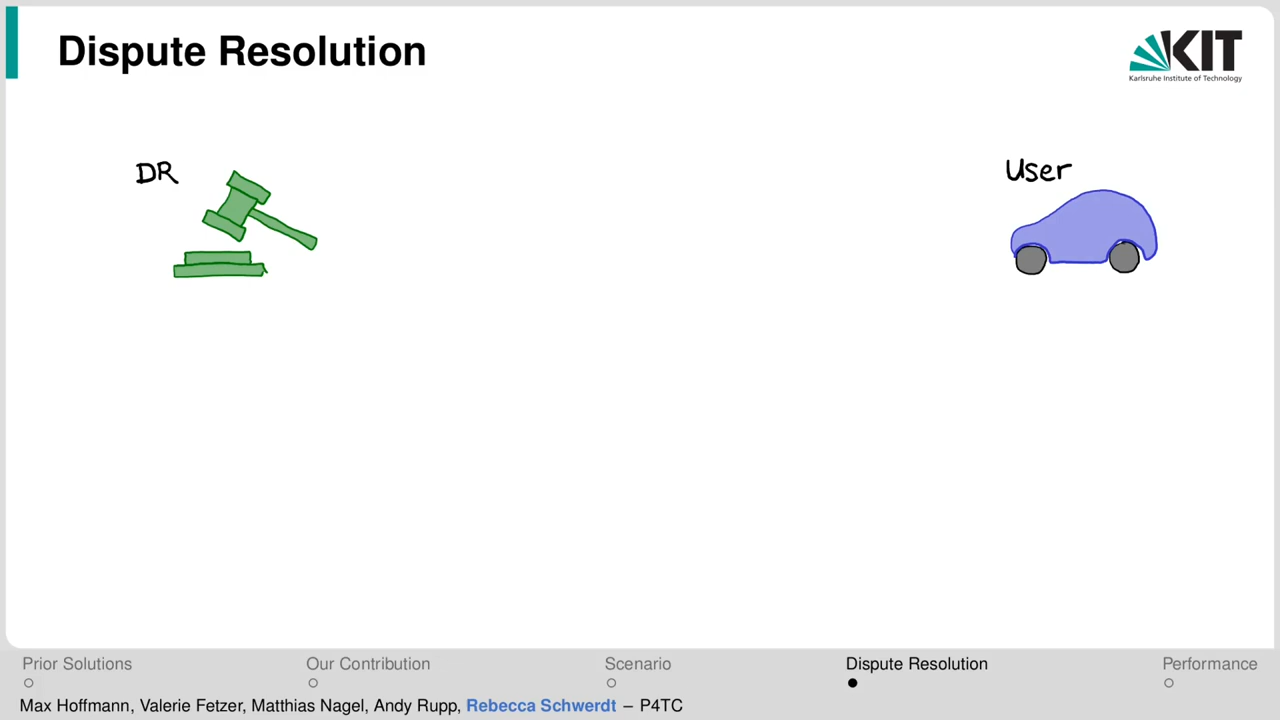 Dispute Resolution
KIT
Karlsruhe Institute of Technology
DR
User
Prior Solutions
Our Contribution
Scenario
Dispute Resolution
Performance
Max Hoffmann, Valerie Fetzer, Matthias Nagel, Andy Rupp, Rebecca Schwerdt – P4TC